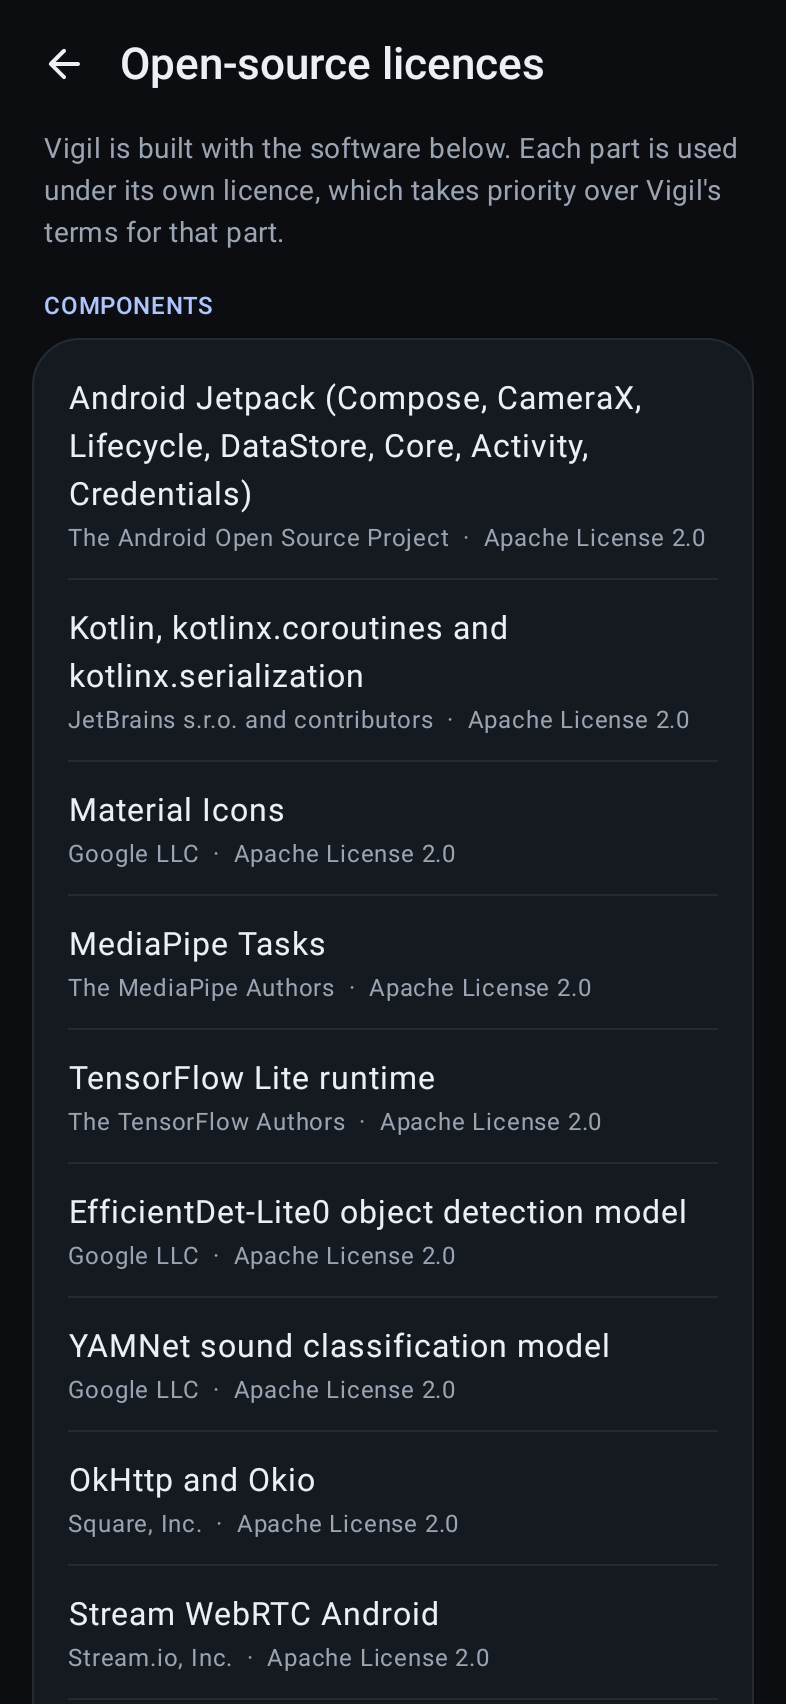 Open-source licences
Vigil is built with the software below. Each part is used
under its own licence, which takes priority over Vigil's
terms for that part.
COMPONENTS
Android Jetpack (Compose, CameraX,
Lifecycle, DataStore, Core, Activity,
Credentials)
The Android Open Source Project · Apache License 2.0
Kotlin, kotlinx.coroutines and
kotlinx.serialization
JetBrains s.r.o. and contributors · Apache License 2.0
Material Icons
Google LLC · Apache License 2.0
MediaPipe Tasks
The MediaPipe Authors · Apache License 2.0
TensorFlow Lite runtime
The TensorFlow Authors · Apache License 2.0
EfficientDet-Lite0 object detection model
Google LLC · Apache License 2.0
YAMNet sound classification model
Google LLC · Apache License 2.0
OkHttp and Okio
Square, Inc. · Apache License 2.0
Stream WebRTC Android
Stream.io, Inc. · Apache License 2.0